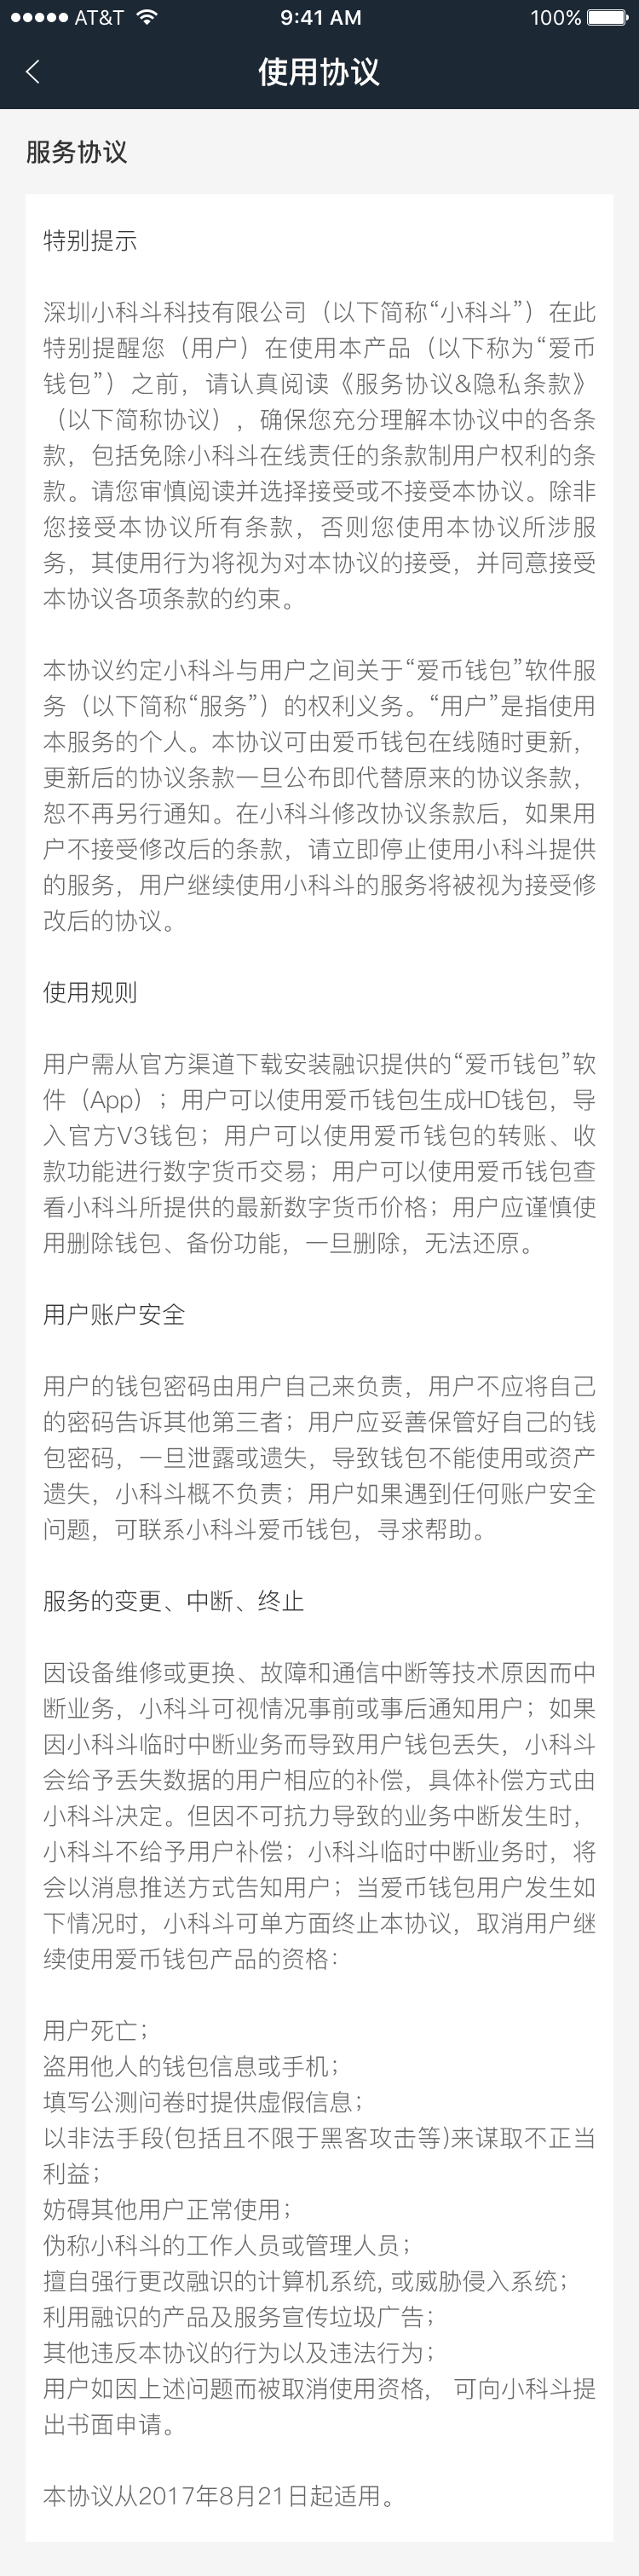 AT&T 9:41 AM 100%
使用协议
服务协议
特别提示
深圳小科斗科技有限公司（以下简称“小科斗”）在此
特别提醒您（用户）在使用本产品（以下称为“爱币
钱包”）之前，请认真阅读《服务协议&隐私条款》
（以下简称协议），确保您充分理解本协议中的各条
款，包括免除小科斗在线责任的条款制用户权利的条
款。请您审慎阅读并选择接受或不接受本协议。除非
您接受本协议所有条款，否则您使用本协议所涉服
务，其使用行为将视为对本协议的接受，并同意接受
本协议各项条款的约束。
本协议约定小科斗与用户之间关于“爱币钱包”软件服
务（以下简称“服务”）的权利义务。“用户”是指使用
本服务的个人。本协议可由爱币钱包在线随时更新，
更新后的协议条款一旦公布即代替原来的协议条款，
恕不再另行通知。在小科斗修改协议条款后，如果用
户不接受修改后的条款，请立即停止使用小科斗提供
的服务，用户继续使用小科斗的服务将被视为接受修
改后的协议。
使用规则
用户需从官方渠道下载安装融识提供的“爱币钱包”软
件（App）；用户可以使用爱币钱包生成HD钱包，导
入官方V3钱包；用户可以使用爱币钱包的转账、收
款功能进行数字货币交易；用户可以使用爱币钱包查
看小科斗所提供的最新数字货币价格；用户应谨慎使
用删除钱包、备份功能，一旦删除，无法还原。
用户账户安全
用户的钱包密码由用户自己来负责，用户不应将自己
的密码告诉其他第三者；用户应妥善保管好自己的钱
包密码，一旦泄露或遗失，导致钱包不能使用或资产
遗失，小科斗概不负责；用户如果遇到任何账户安全
问题，可联系小科斗爱币钱包，寻求帮助。
服务的变更、中断、终止
因设备维修或更换、故障和通信中断等技术原因而中
断业务，小科斗可视情况事前或事后通知用户；如果
因小科斗临时中断业务而导致用户钱包丢失，小科斗
会给予丢失数据的用户相应的补偿，具体补偿方式由
小科斗决定。但因不可抗力导致的业务中断发生时，
小科斗不给予用户补偿；小科斗临时中断业务时，将
会以消息推送方式告知用户；当爱币钱包用户发生如
下情况时，小科斗可单方面终止本协议，取消用户继
续使用爱币钱包产品的资格：
用户死亡；
盗用他人的钱包信息或手机；
填写公测问卷时提供虚假信息；
以非法手段(包括且不限于黑客攻击等)来谋取不正当
利益；
妨碍其他用户正常使用；
伪称小科斗的工作人员或管理人员；
擅自强行更改融识的计算机系统, 或威胁侵入系统；
利用融识的产品及服务宣传垃圾广告；
其他违反本协议的行为以及违法行为；
用户如因上述问题而被取消使用资格， 可向小科斗提
出书面申请。
本协议从2017年8月21日起适用。